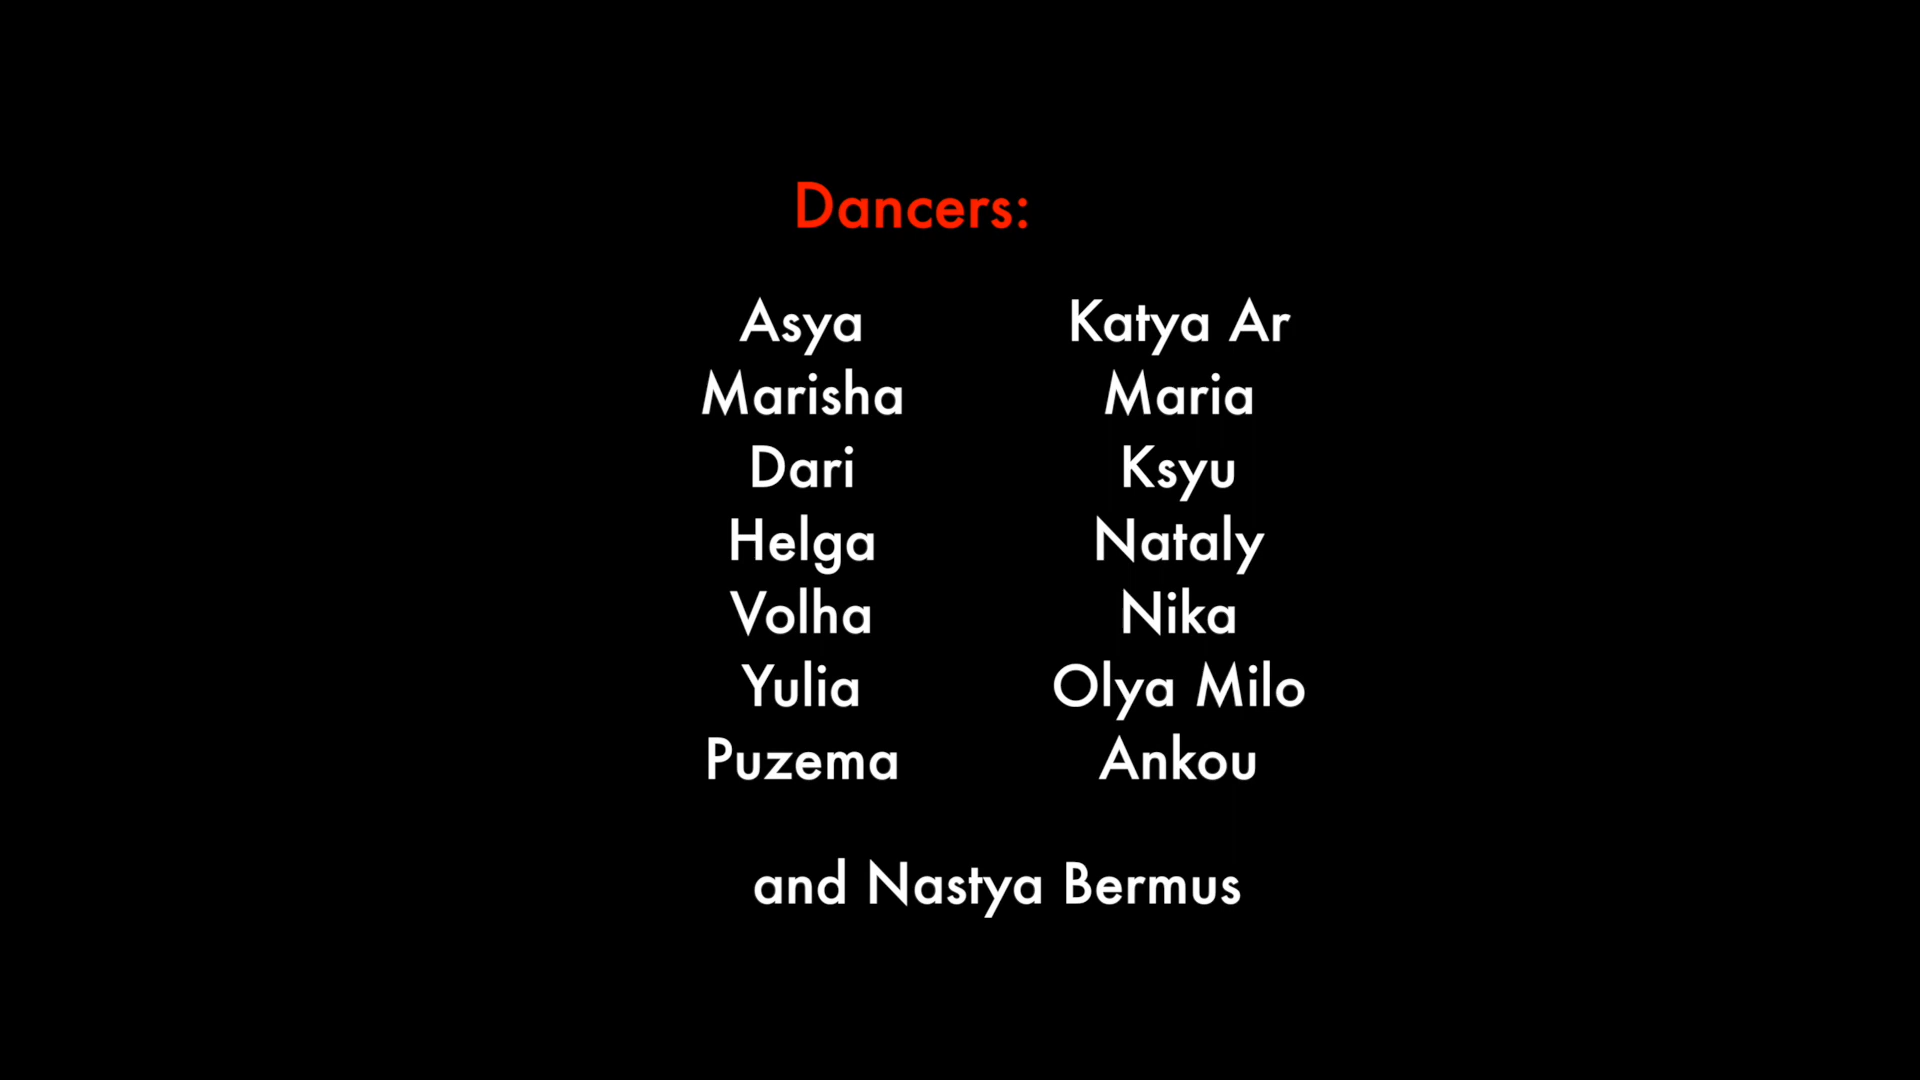 Dancers:
Asya
Marisha
Dari
Helga
Volha
Yulia
Puzema
Katya Ar
Maria
Ksyu
Nataly
Nika
Olya Milo
Ankou
and Nastya Bermus